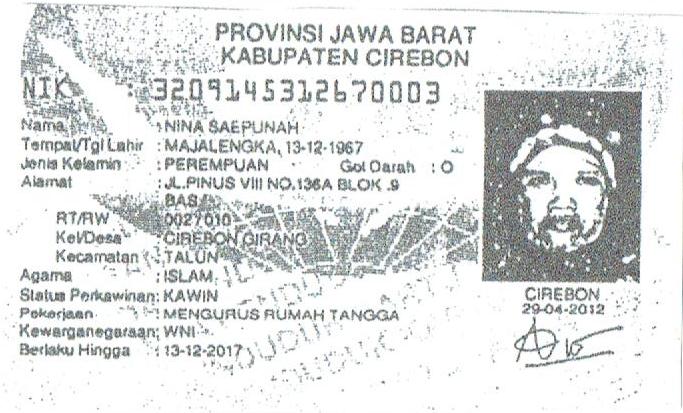 PROVINSI JAWA BARAT
KABUPATEN CIREBON
NIK : 3209145312670003
Nama : NINA SAEPUNAH
Tempat/Tgl Lahir : MAJALENGKA, 13-12-1967
Jenis Kelamin : PEREMPUAN Gol Darah : O
Alamat : JL.PINUS VIII NO.136A BLOK .9
BAS/
RT/RW : 002/010
Kel/Desa : CIREBON GIRANG
Kecamatan : TALUN
Agama : ISLAM
Status Perkawinan: KAWIN
Pekerjaan : MENGURUS RUMAH TANGGA
Kewarganegaraan: WNI
Berlaku Hingga : 13-12-2017
CIREBON
29-04-2012